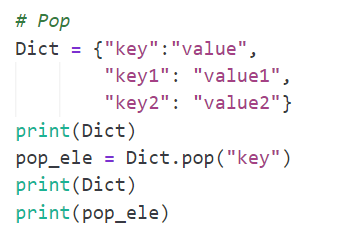 # Pop
Dict = {"key":"value",
        "key1": "value1",
        "key2": "value2"}
print(Dict)
pop_ele = Dict.pop("key")
print(Dict)
print(pop_ele)